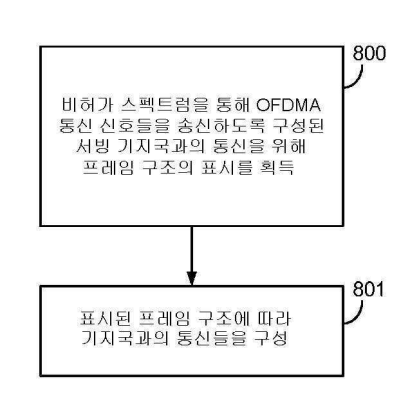 800
비허가 스펙트럼을 통해 OFDMA
통신 신호들을 송신하도록 구성된
서빙 기지국과의 통신을 위해
프레임 구조의 표시를 획득
801
표시된 프레임 구조에 따라
기지국과의 통신들을 구성